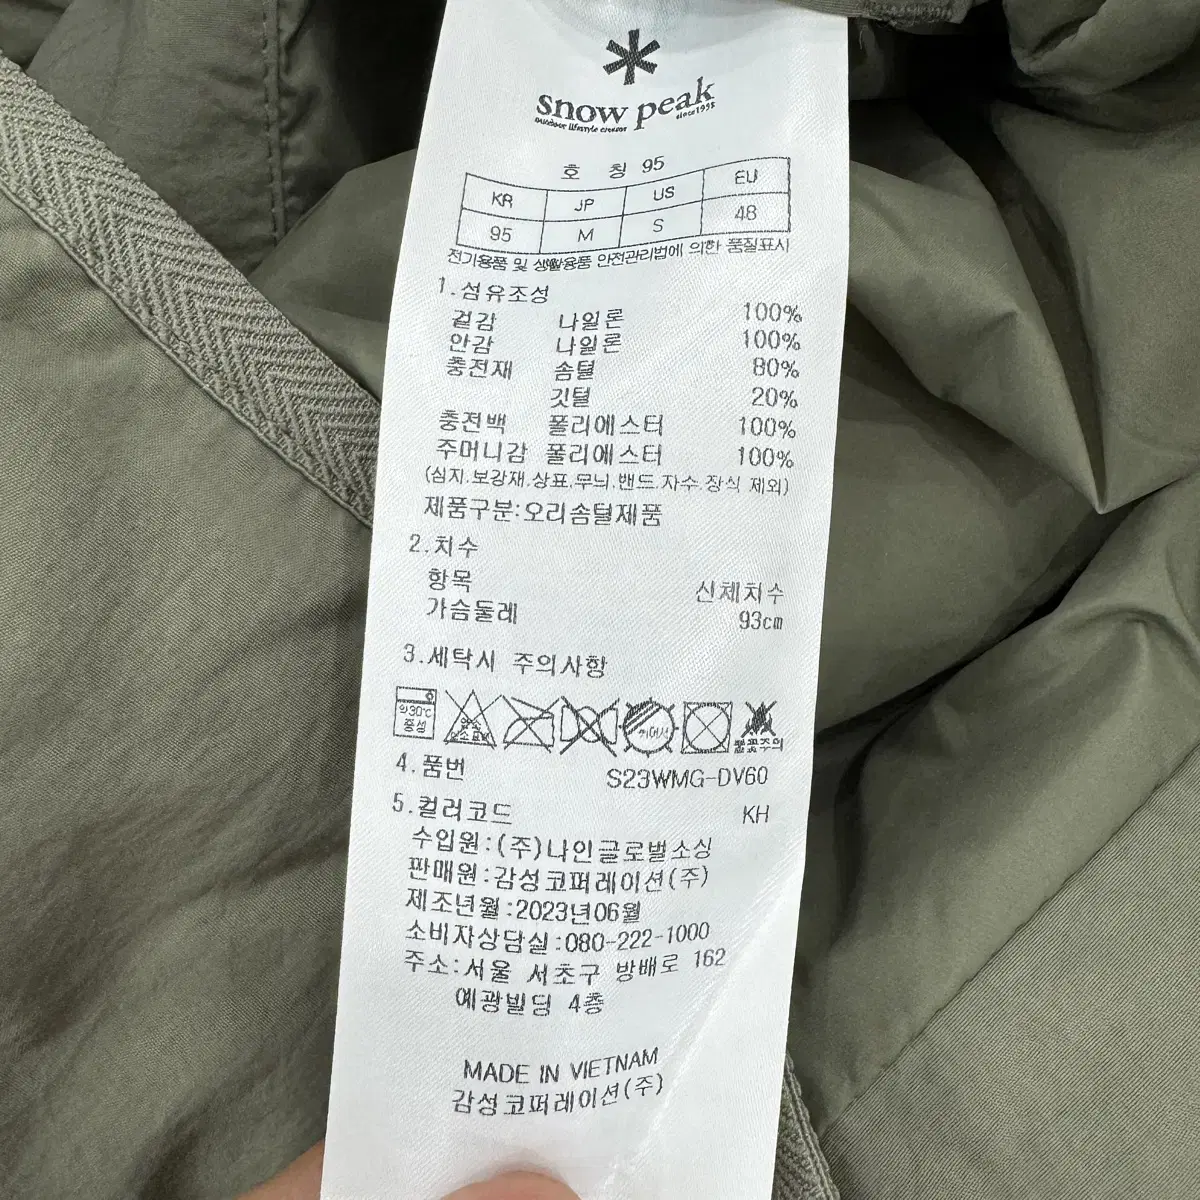 snow peak
outdoor lifestyle creator since 1958
호 칭 95
KR JP US EU
95 M S 48
전기용품 및 생활용품 안전관리법에 의한 품질표시
1.섬유조성
겉감 나일론 100%
안감 나일론 100%
충전재 솜털 80%
깃털 20%
충전백 폴리에스터 100%
주머니감 폴리에스터 100%
(심지.보강재.상표.무늬.밴드.자수.장식 제외)
제품구분:오리솜털제품
2.치수
항목 신체치수
가슴둘레 93cm
3.세탁시 주의사항
약30℃
중성
염소
4.품번 S23WMG-DV60
5.컬러코드 KH
수입원:(주)나인글로벌소싱
판매원:감성코퍼레이션(주)
제조년월:2023년06월
소비자상담실:080-222-1000
주소:서울 서초구 방배로 162
예광빌딩 4층
MADE IN VIETNAM
감성코퍼레이션(주)